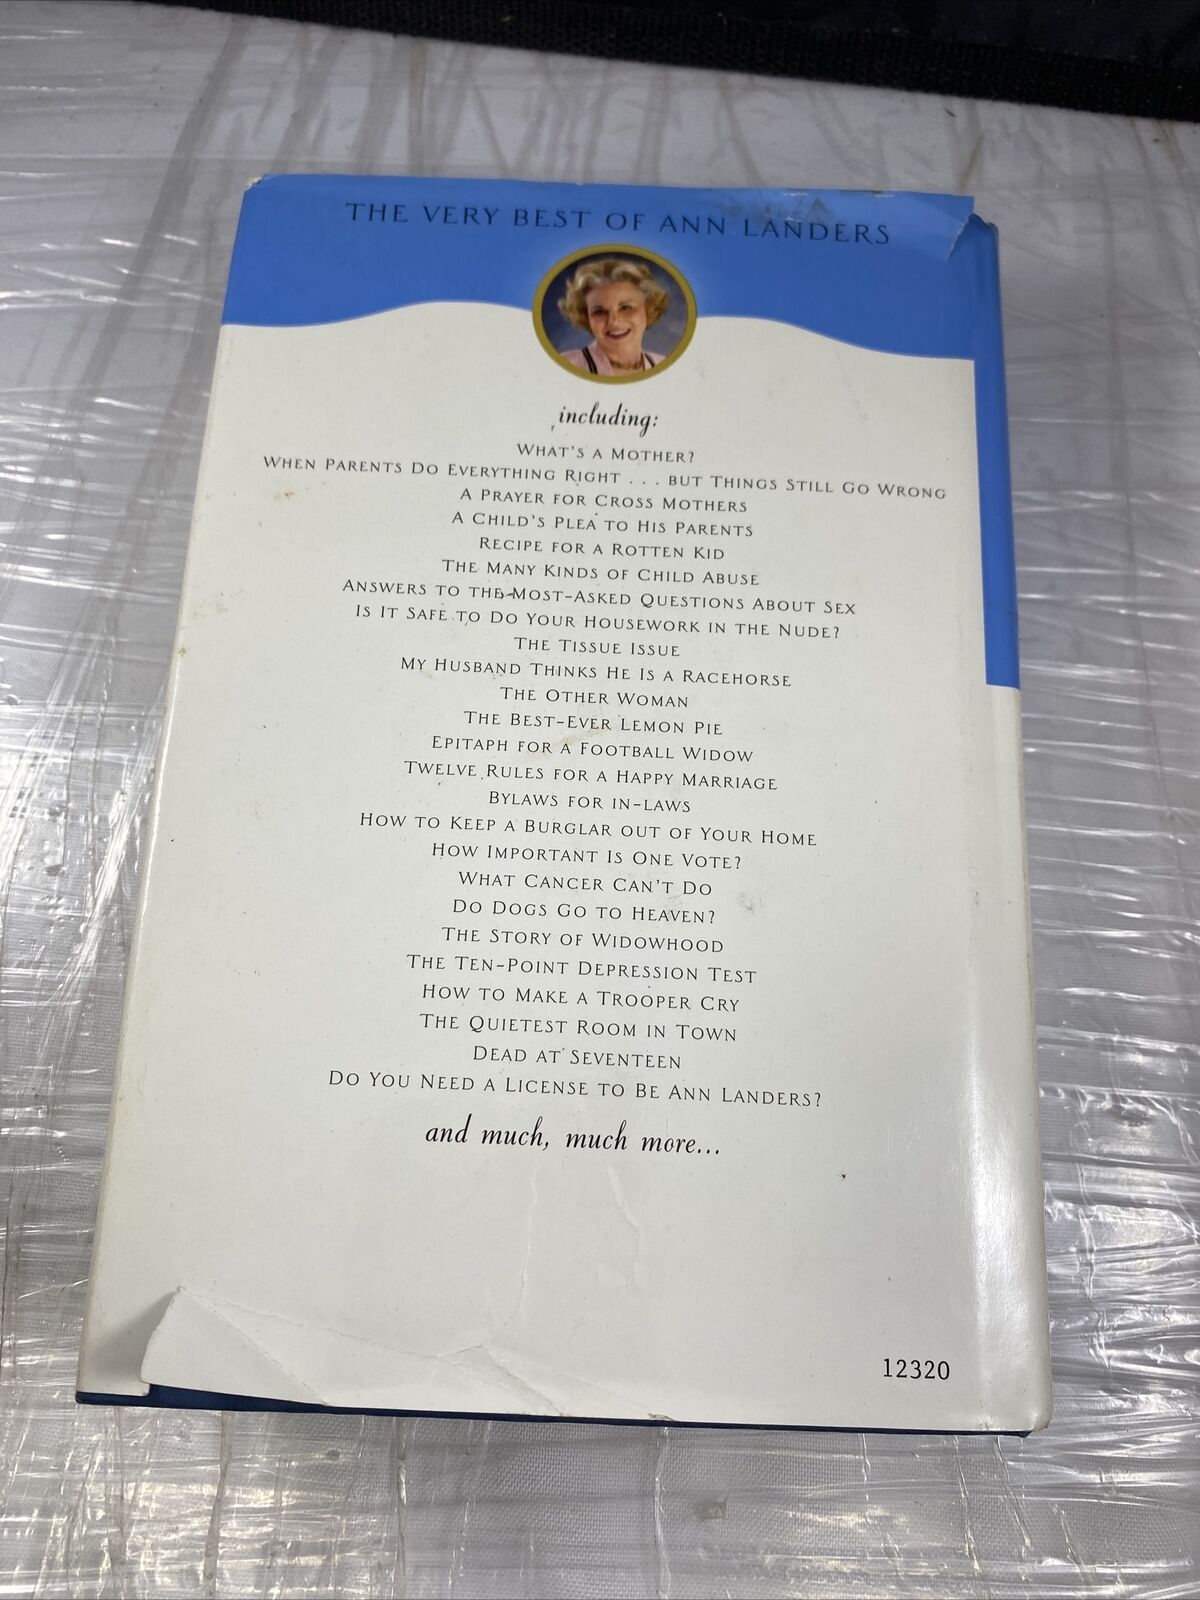 THE VERY BEST OF ANN LANDERS
including:
WHAT'S A MOTHER?
WHEN PARENTS DO EVERYTHING RIGHT . . . BUT THINGS STILL GO WRONG
A PRAYER FOR CROSS MOTHERS
A CHILD'S PLEA TO HIS PARENTS
RECIPE FOR A ROTTEN KID
THE MANY KINDS OF CHILD ABUSE
ANSWERS TO THE MOST-ASKED QUESTIONS ABOUT SEX
IS IT SAFE TO DO YOUR HOUSEWORK IN THE NUDE?
THE TISSUE ISSUE
MY HUSBAND THINKS HE IS A RACEHORSE
THE OTHER WOMAN
THE BEST-EVER LEMON PIE
EPITAPH FOR A FOOTBALL WIDOW
TWELVE RULES FOR A HAPPY MARRIAGE
BYLAWS FOR IN-LAWS
HOW TO KEEP A BURGLAR OUT OF YOUR HOME
HOW IMPORTANT IS ONE VOTE?
WHAT CANCER CAN'T DO
DO DOGS GO TO HEAVEN?
THE STORY OF WIDOWHOOD
THE TEN-POINT DEPRESSION TEST
HOW TO MAKE A TROOPER CRY
THE QUIETEST ROOM IN TOWN
DEAD AT SEVENTEEN
DO YOU NEED A LICENSE TO BE ANN LANDERS?
and much, much more...
12320